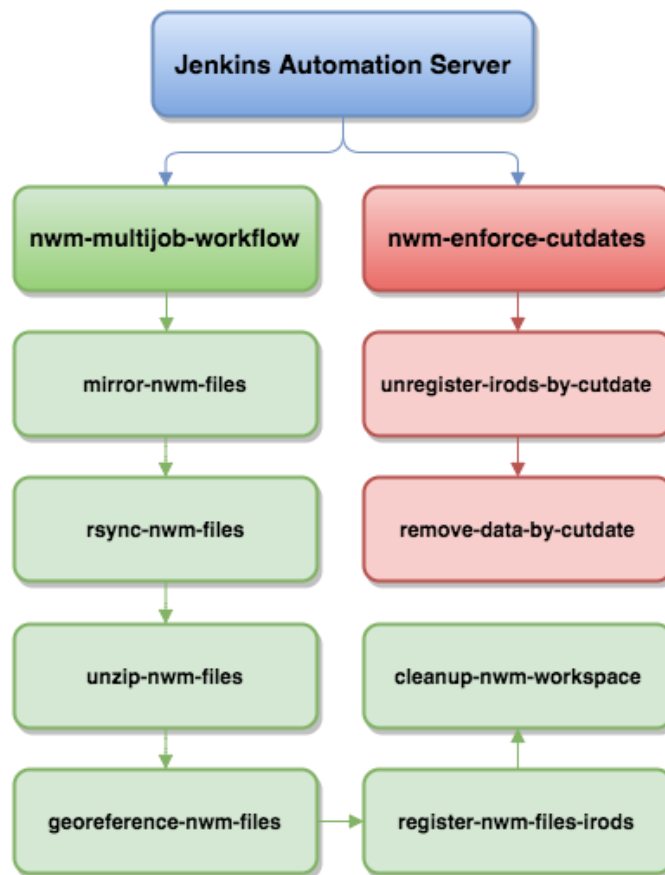 Jenkins Automation Server
nwm-multijob-workflow
nwm-enforce-cutdates
mirror-nwm-files
unregister-irods-by-cutdate
rsync-nwm-files
remove-data-by-cutdate
unzip-nwm-files
cleanup-nwm-workspace
georeference-nwm-files
register-nwm-files-irods